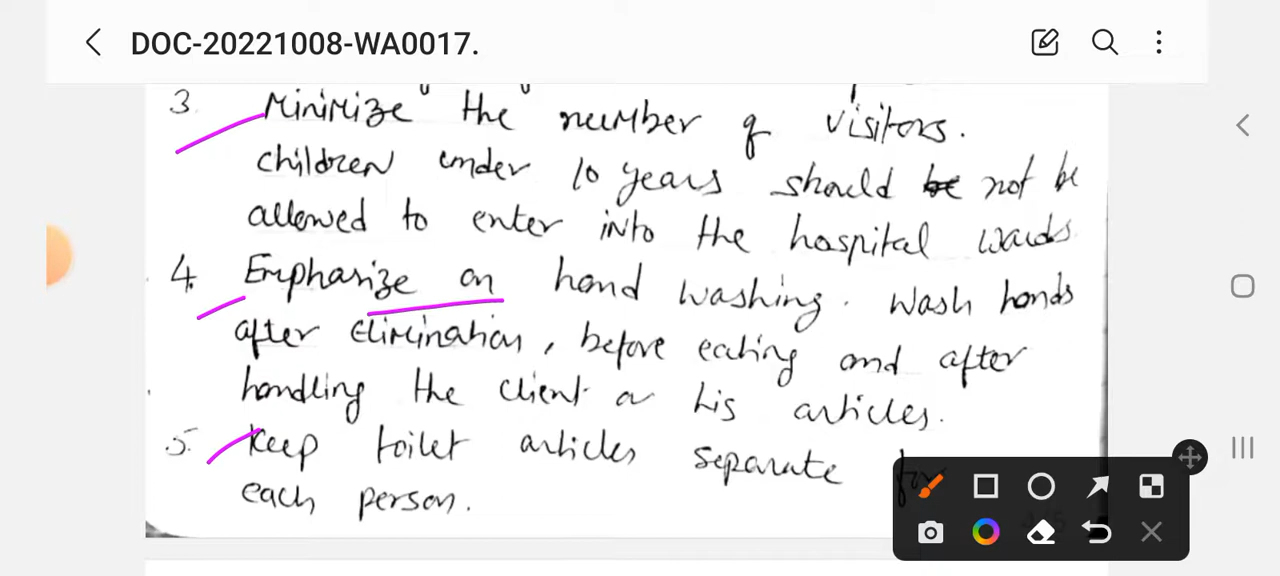 DOC-20221008-WA0017.
3. Minimize the number of visitors.
children under 10 years should be not be
allowed to enter into the hospital wards
4. Emphasize on hand washing. Wash hands
after elimination, before eating and after
handling the client or his articles.
5. Keep toilet articles separate for
each person.